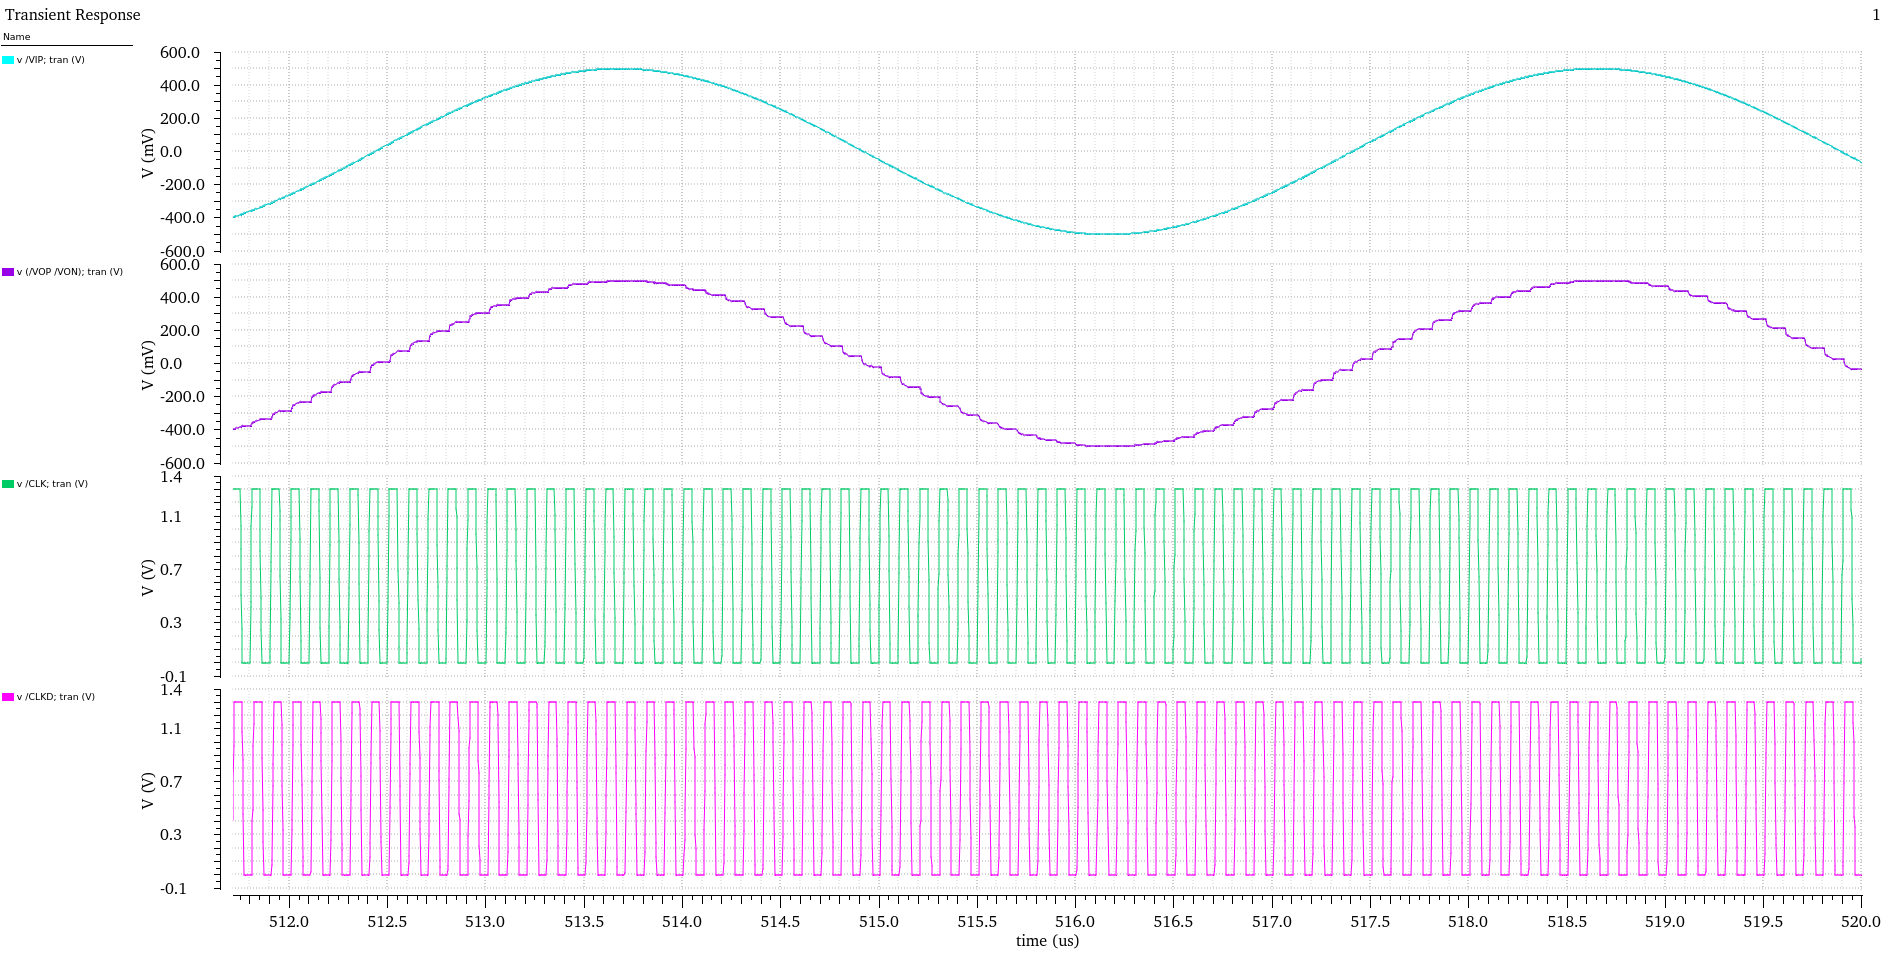 Transient Response
1
Name
v /VIP; tran (V)
600.0
400.0
200.0
0.0
-200.0
-400.0
-600.0
V (mV)
v (/VOP /VON); tran (V)
600.0
400.0
200.0
0.0
-200.0
-400.0
-600.0
V (mV)
v /CLK; tran (V)
1.4
1.1
0.7
0.3
-0.1
V (V)
v /CLKD; tran (V)
1.4
1.1
0.7
0.3
-0.1
V (V)
512.0 512.5 513.0 513.5 514.0 514.5 515.0 515.5 516.0 516.5 517.0 517.5 518.0 518.5 519.0 519.5 520.0
time (us)